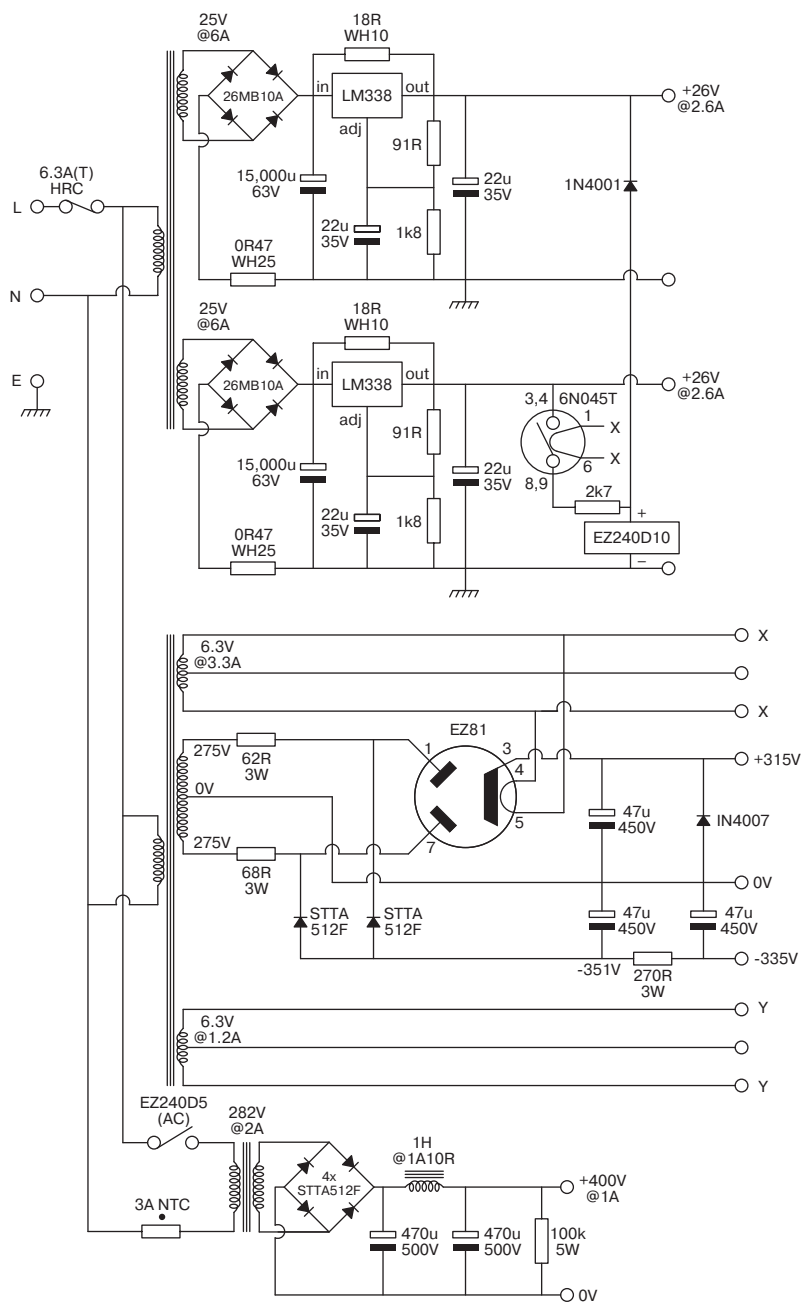 25V
@6A
18R
WH10
26MB10A
in
LM338
out
adj
+26V
@2.6A
91R
6.3A(T)
HRC
15,000u
63V
22u
35V
1N4001
L
22u
35V
1k8
0R47
WH25
N
25V
@6A
18R
WH10
E
26MB10A
in
LM338
out
adj
+26V
@2.6A
3,4
6N045T
1
X
91R
6
X
15,000u
63V
22u
35V
8,9
2k7
22u
35V
1k8
+
EZ240D10
−
0R47
WH25
6.3V
@3.3A
X
X
EZ81
275V
62R
3W
1
3
4
+315V
0V
47u
450V
IN4007
5
275V
68R
3W
7
0V
STTA
512F
STTA
512F
47u
450V
47u
450V
-351V
270R
3W
-335V
6.3V
@1.2A
Y
Y
EZ240D5
(AC)
282V
@2A
1H
@1A10R
4x
STTA512F
+400V
@1A
3A NTC
470u
500V
470u
500V
100k
5W
0V